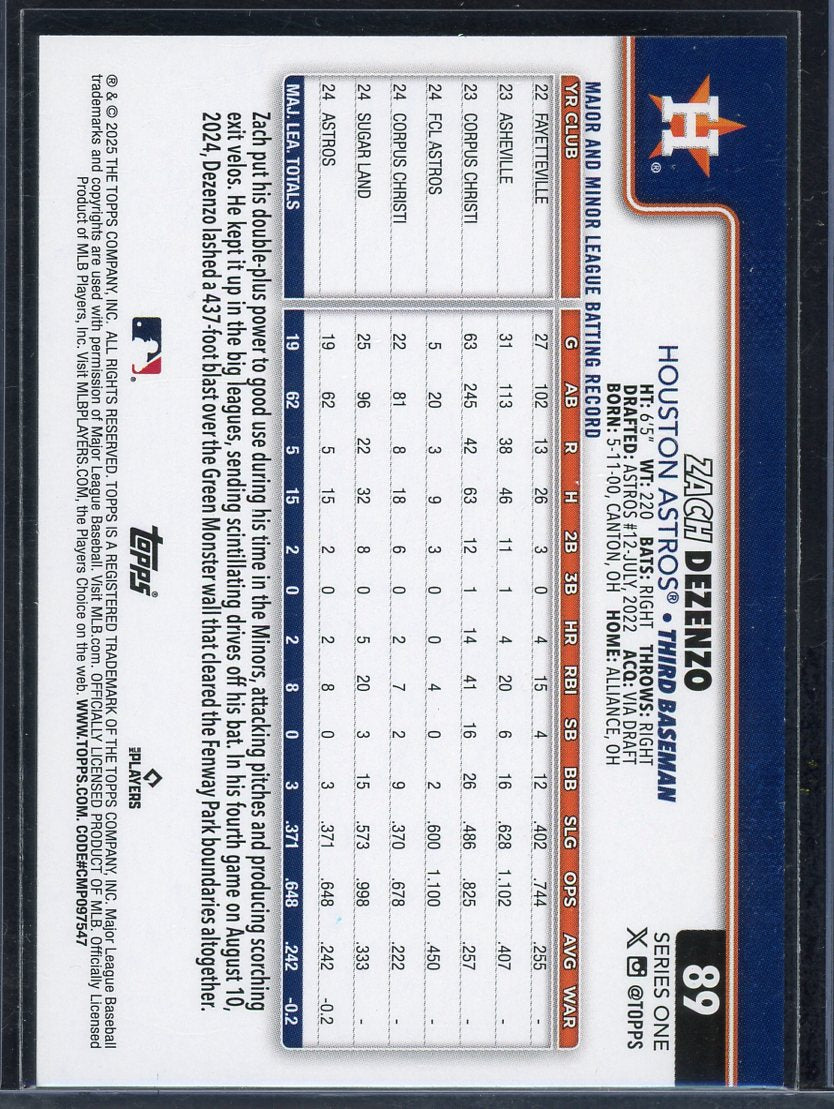 H®
89
ZACH DEZENZO
HOUSTON ASTROS® • THIRD BASEMAN
SERIES ONE
HT: 6'5" WT: 220 BATS: RIGHT THROWS: RIGHT
@TOPPS
DRAFTED: ASTROS #12-JULY, 2022 ACQ: VIA DRAFT
BORN: 5-11-00, CANTON, OH HOME: ALLIANCE, OH
MAJOR AND MINOR LEAGUE BATTING RECORD
YR CLUB G AB R H 2B 3B HR RBI SB BB SLG OPS AVG WAR
22 FAYETTEVILLE 27 102 13 26 3 0 4 15 4 12 .402 .744 .255 -
23 ASHEVILLE 31 113 38 46 11 1 4 20 6 16 .628 1.102 .407 -
23 CORPUS CHRISTI 63 245 42 63 12 1 14 41 16 26 .486 .825 .257 -
24 FCL ASTROS 5 20 3 9 3 0 0 4 0 2 .600 1.100 .450 -
24 CORPUS CHRISTI 22 81 8 18 6 0 2 7 2 9 .370 .678 .222 -
24 SUGAR LAND 25 96 22 32 8 0 5 20 3 15 .573 .998 .333 -
24 ASTROS 19 62 5 15 2 0 2 8 0 3 .371 .648 .242 -0.2
MAJ. LEA. TOTALS 19 62 5 15 2 0 2 8 0 3 .371 .648 .242 -0.2
Zach put his double-plus power to good use during his time in the Minors, attacking pitches and producing scorching
exit velos. He kept it up in the big leagues, sending scintillating drives off his bat. In his fourth game on August 10,
2024, Dezenzo lashed a 437-foot blast over the Green Monster wall that cleared the Fenway Park boundaries altogether.
topps®
MLB PLAYERS
® & © 2025 THE TOPPS COMPANY, INC. ALL RIGHTS RESERVED. TOPPS IS A REGISTERED TRADEMARK OF THE TOPPS COMPANY, INC. Major League Baseball
trademarks and copyrights are used with permission of Major League Baseball. Visit MLB.com. OFFICIALLY LICENSED PRODUCT OF MLB. Officially Licensed
Product of MLB Players, Inc. Visit MLBPLAYERS.COM, the Players Choice on the web. WWW.TOPPS.COM. CODE#CMP097547